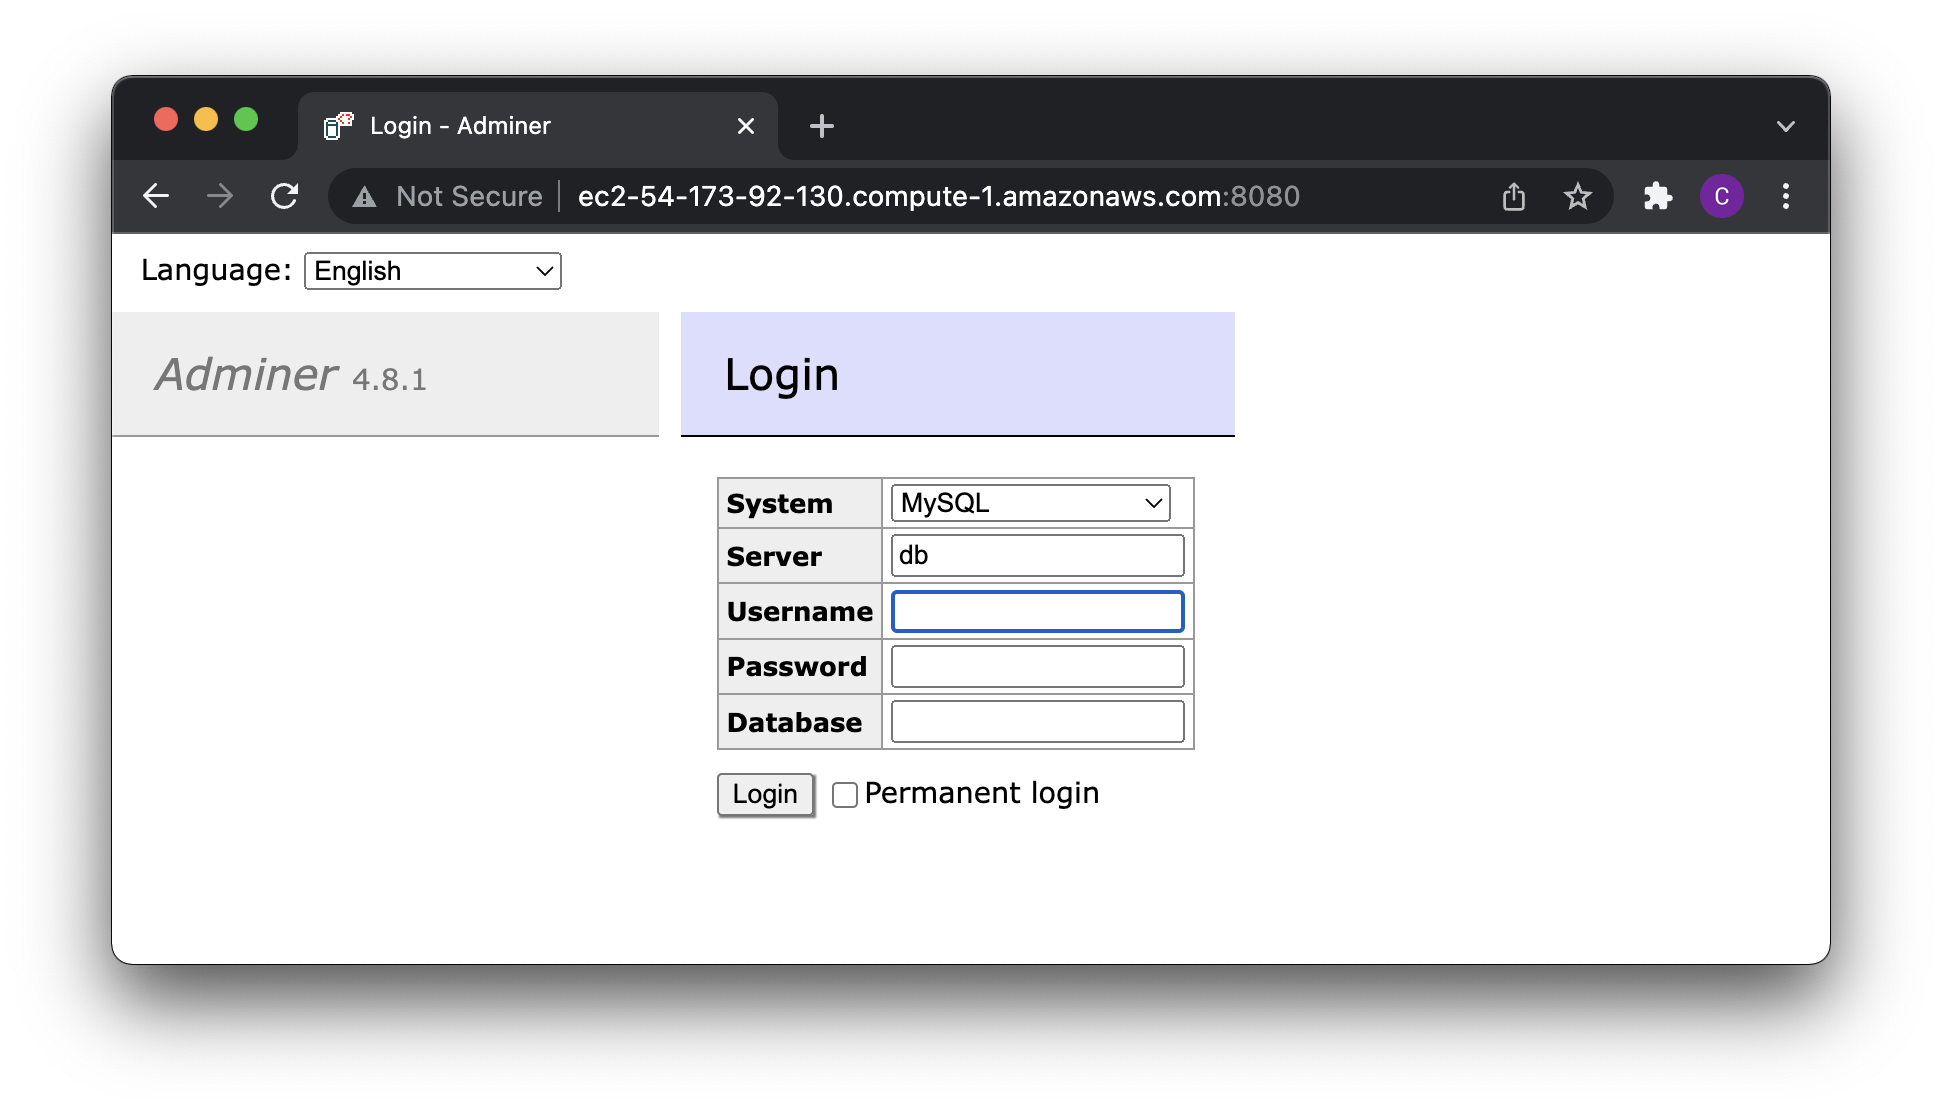 Login - Adminer
Not Secure ec2-54-173-92-130.compute-1.amazonaws.com:8080
C
Language: English
Adminer 4.8.1
Login
System MySQL
Server db
Username
Password
Database
Login Permanent login